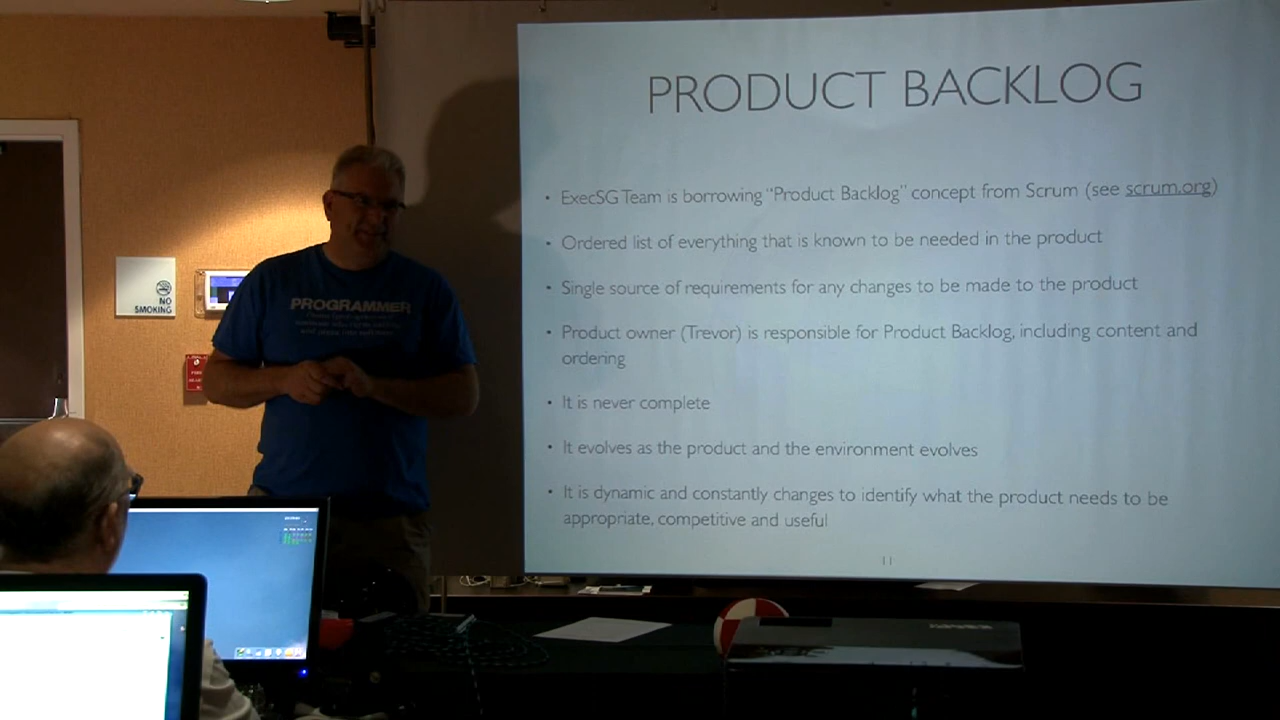 PRODUCT BACKLOG
• ExecSG Team is borrowing “Product Backlog” concept from Scrum (see scrum.org)
• Ordered list of everything that is known to be needed in the product
• Single source of requirements for any changes to be made to the product
• Product owner (Trevor) is responsible for Product Backlog, including content and
ordering
• It is never complete
• It evolves as the product and the environment evolves
• It is dynamic and constantly changes to identify what the product needs to be
appropriate, competitive and useful
11
NO
SMOKING
PROGRAMMER